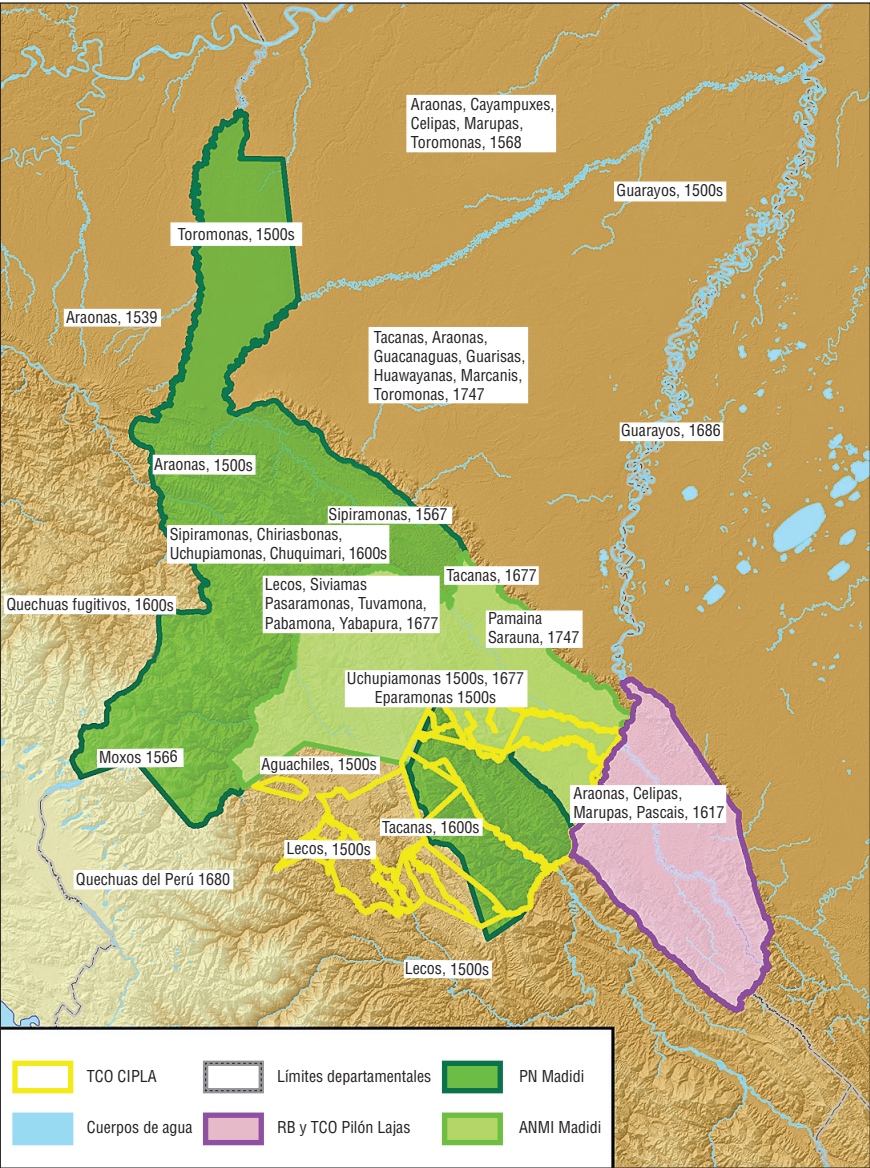 Araonas, Cayampuxes,
Celipas, Marupas,
Toromonas, 1568
Guarayos, 1500s
Toromonas, 1500s
Araonas, 1539
Tacanas, Araonas,
Guacanaguas, Guarisas,
Huawayanas, Marcanis,
Toromonas, 1747
Guarayos, 1686
Araonas, 1500s
Sipiramonas, 1567
Sipiramonas, Chiriasbonas,
Uchupiamonas, Chuquimari, 1600s
Tacanas, 1677
Lecos, Siviamas
Pasaramonas, Tuvamona,
Pabamona, Yabapura, 1677
Quechuas fugitivos, 1600s
Pamaina
Sarauna, 1747
Uchupiamonas 1500s, 1677
Eparamonas 1500s
Moxos 1566
Aguachiles, 1500s
Araonas, Celipas,
Marupas, Pascais, 1617
Tacanas, 1600s
Lecos, 1500s
Quechuas del Perú 1680
Lecos, 1500s
TCO CIPLA
Límites departamentales
PN Madidi
Cuerpos de agua
RB y TCO Pilón Lajas
ANMI Madidi